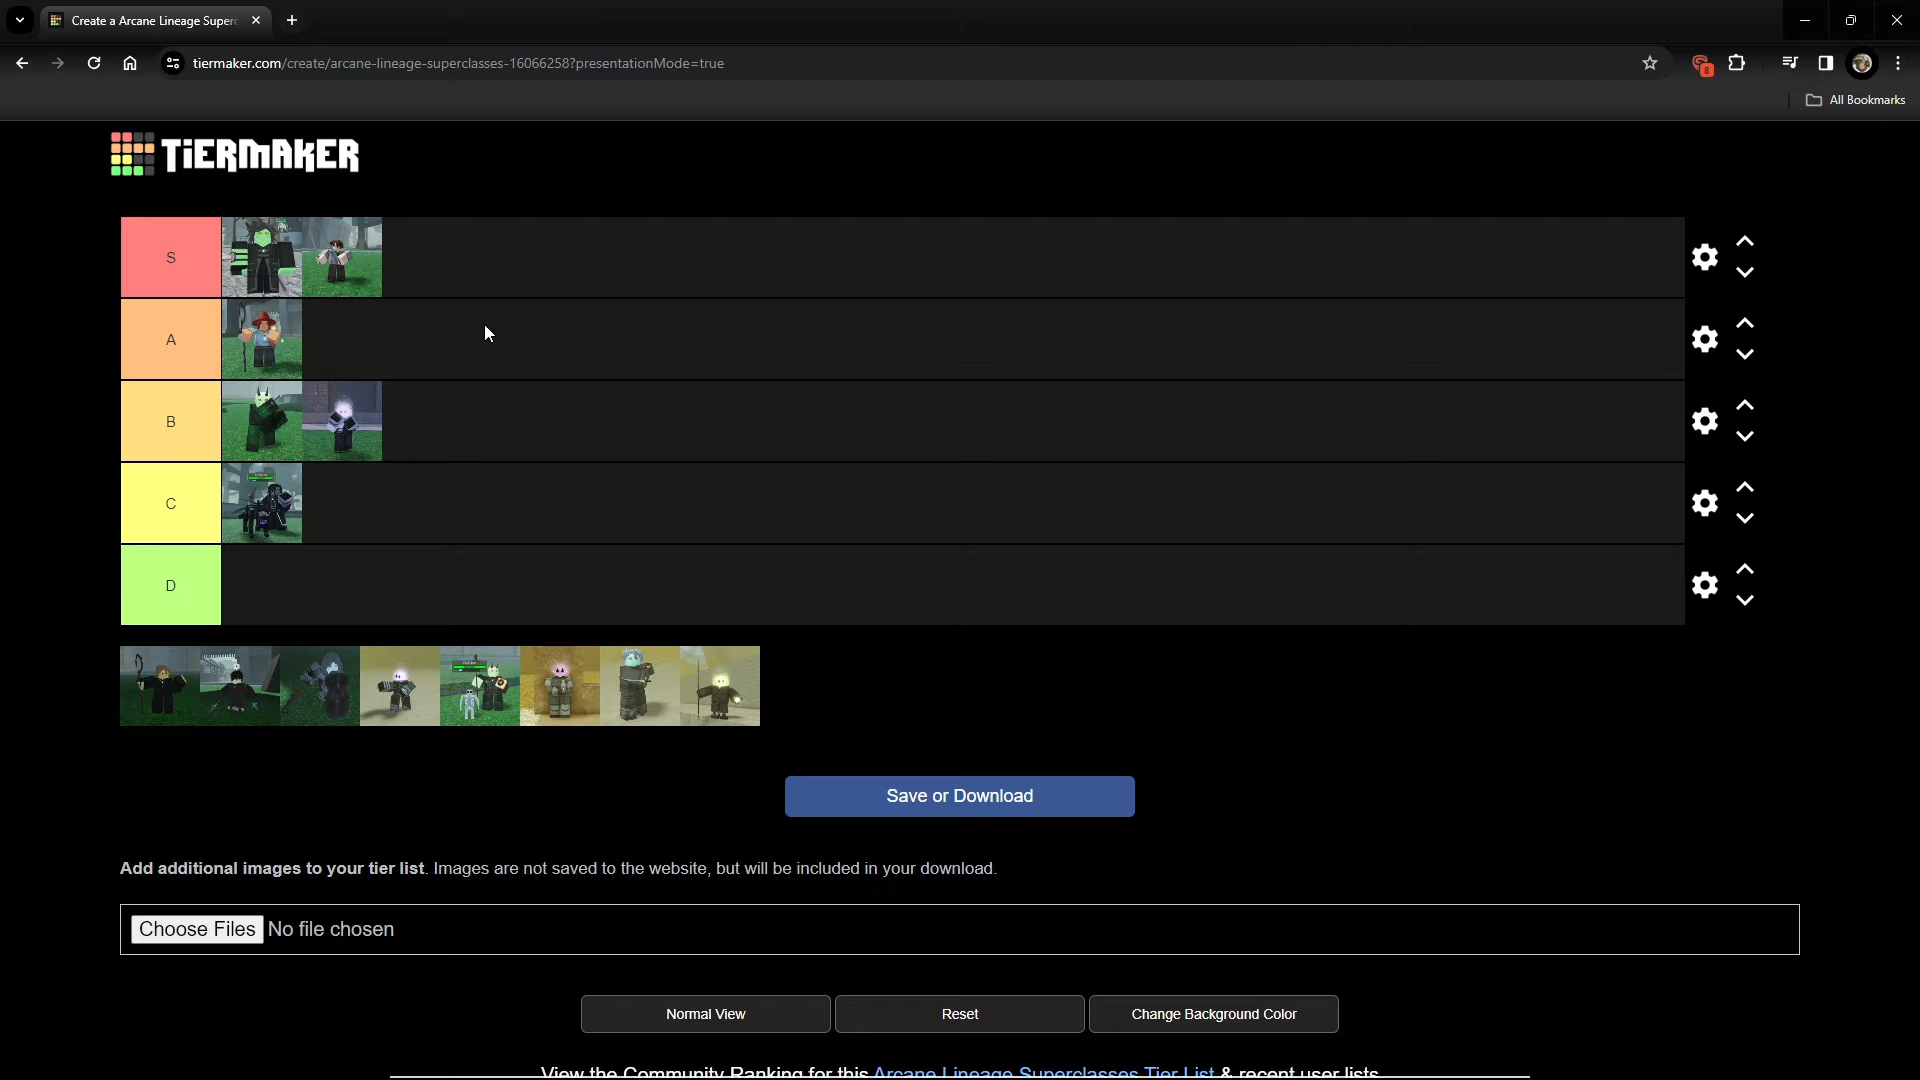 Create a Arcane Lineage Superc
tiermaker.com/create/arcane-lineage-superclasses-16066258?presentationMode=true
8
All Bookmarks
TiERMAKER
S
A
B
C
D
Save or Download
Add additional images to your tier list. Images are not saved to the website, but will be included in your download.
Choose Files No file chosen
Normal View
Reset
Change Background Color
View the Community Ranking for this Arcane Lineage Superclasses Tier List & recent user lists